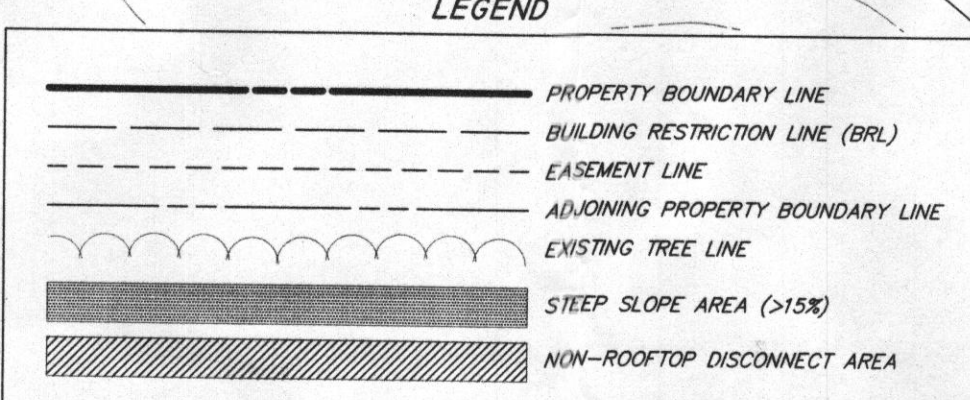 LEGEND
PROPERTY BOUNDARY LINE
BUILDING RESTRICTION LINE (BRL)
EASEMENT LINE
ADJOINING PROPERTY BOUNDARY LINE
EXISTING TREE LINE
STEEP SLOPE AREA (>15%)
NON-ROOFTOP DISCONNECT AREA